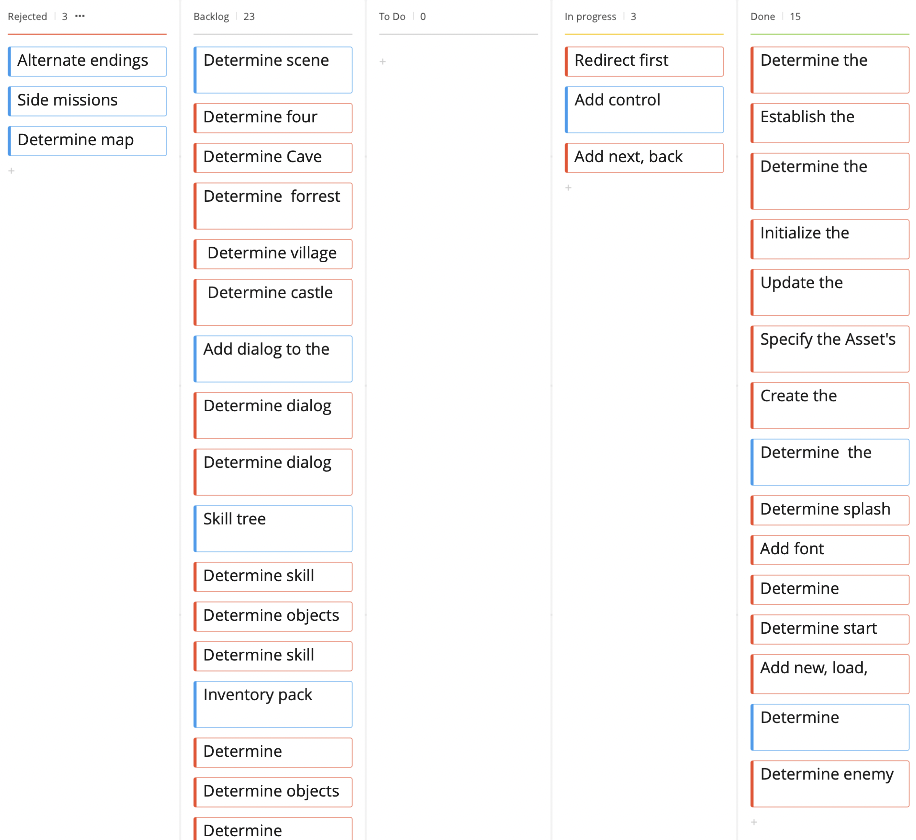 Rejected 3 •••
Alternate endings
Side missions
Determine map
+
Backlog 23
Determine scene
Determine four
Determine Cave
Determine  forrest
Determine village
Determine castle
Add dialog to the
Determine dialog
Determine dialog
Skill tree
Determine skill
Determine objects
Determine skill
Inventory pack
Determine
Determine objects
Determine
To Do 0
+
In progress 3
Redirect first
Add control
Add next, back
+
Done 15
Determine the
Establish the
Determine the
Initialize the
Update the
Specify the Asset's
Create the
Determine  the
Determine splash
Add font
Determine
Determine start
Add new, load,
Determine
Determine enemy
+